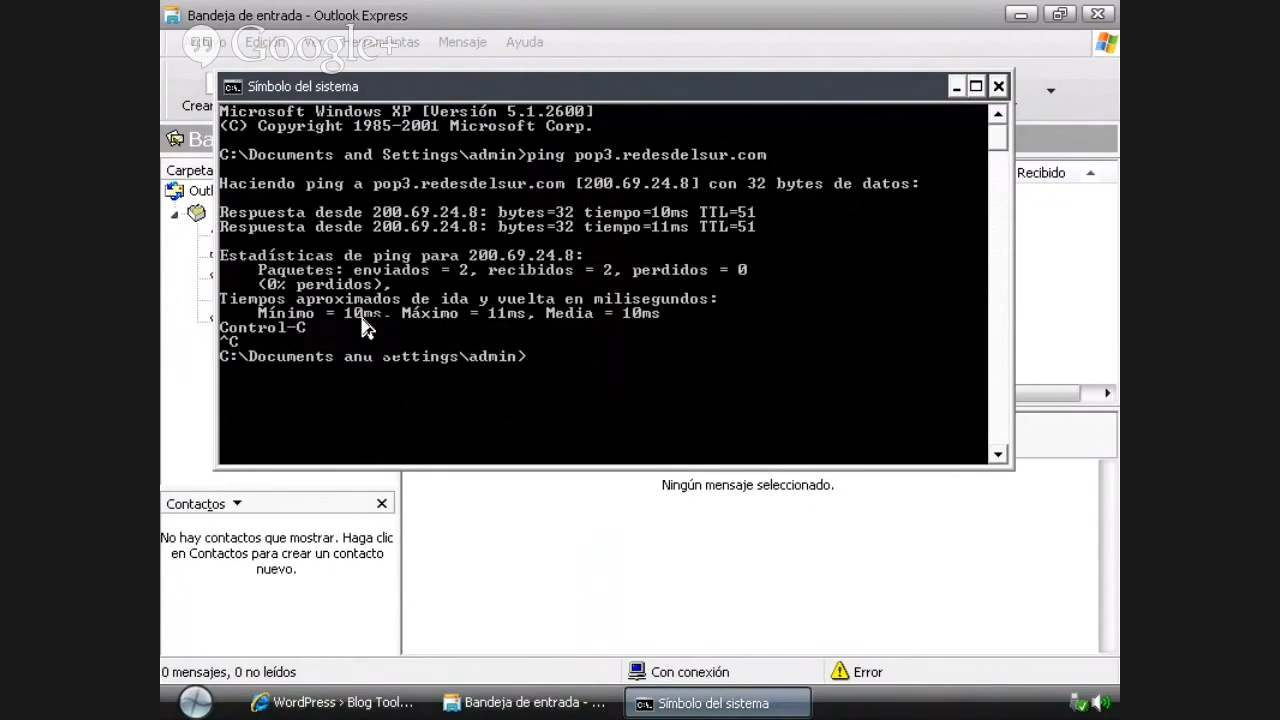 Bandeja de entrada - Outlook Express
Edición
Herramientas
Mensaje
Ayuda
Google+
Símbolo del sistema
Crear
Microsoft Windows XP [Versión 5.1.2600]
(C) Copyright 1985-2001 Microsoft Corp.
C:\Documents and Settings\admin>ping pop3.redesdelsur.com
Haciendo ping a pop3.redesdelsur.com [200.69.24.8] con 32 bytes de datos:
Respuesta desde 200.69.24.8: bytes=32 tiempo=10ms TTL=51
Respuesta desde 200.69.24.8: bytes=32 tiempo=11ms TTL=51
Estadísticas de ping para 200.69.24.8:
Paquetes: enviados = 2, recibidos = 2, perdidos = 0
(0% perdidos),
Tiempos aproximados de ida y vuelta en milisegundos:
Mínimo = 10ms, Máximo = 11ms, Media = 10ms
Control-C
^C
C:\Documents and Settings\admin>
Ba
Carpeta
Outl
Recibido
Ningún mensaje seleccionado.
Contactos
No hay contactos que mostrar. Haga clic
en Contactos para crear un contacto
nuevo.
0 mensajes, 0 no leídos
Con conexión
Error
WordPress › Blog Tool...
Bandeja de entrada - ...
Símbolo del sistema